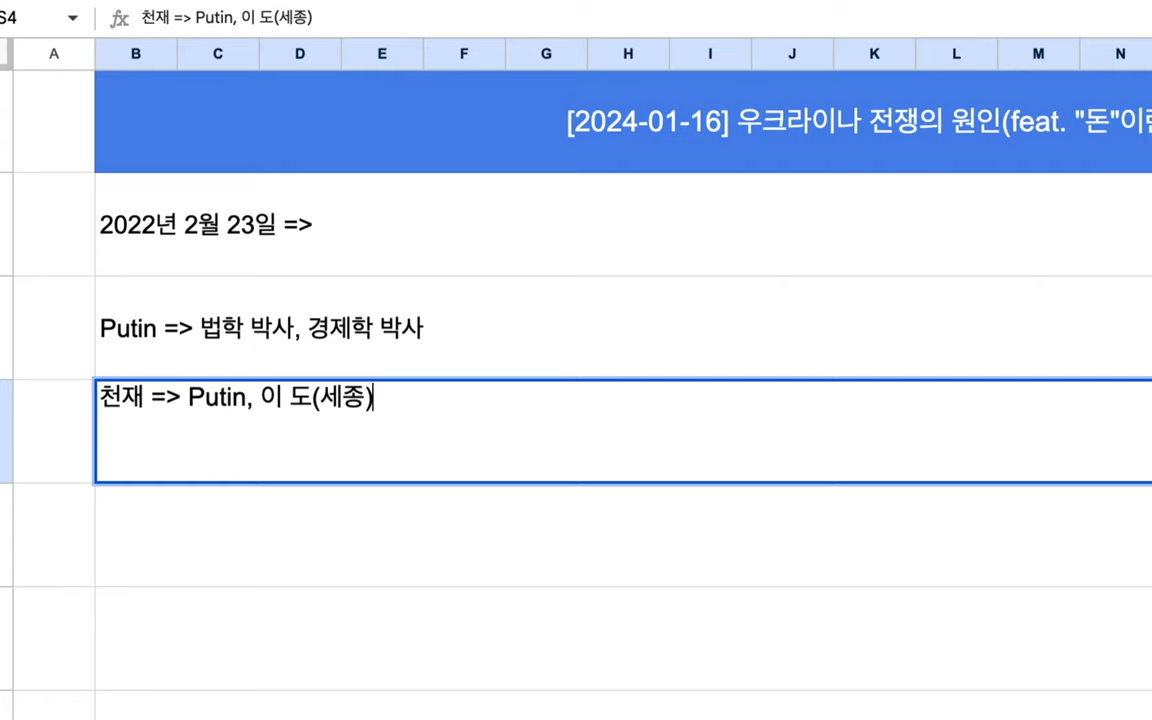 S4 fx 천재 => Putin, 이 도(세종)
A B C D E F G H I J K L M N
[2024-01-16] 우크라이나 전쟁의 원인(feat. "돈"이란
2022년 2월 23일 =>
Putin => 법학 박사, 경제학 박사
천재 => Putin, 이 도(세종)